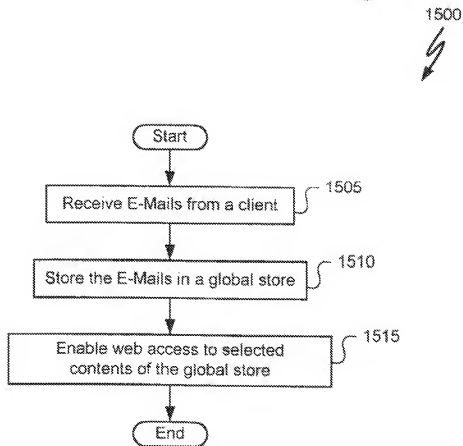 1500
Start
Receive E-Mails from a client
1505
Store the E-Mails in a global store
1510
Enable web access to selected
contents of the global store
1515
End